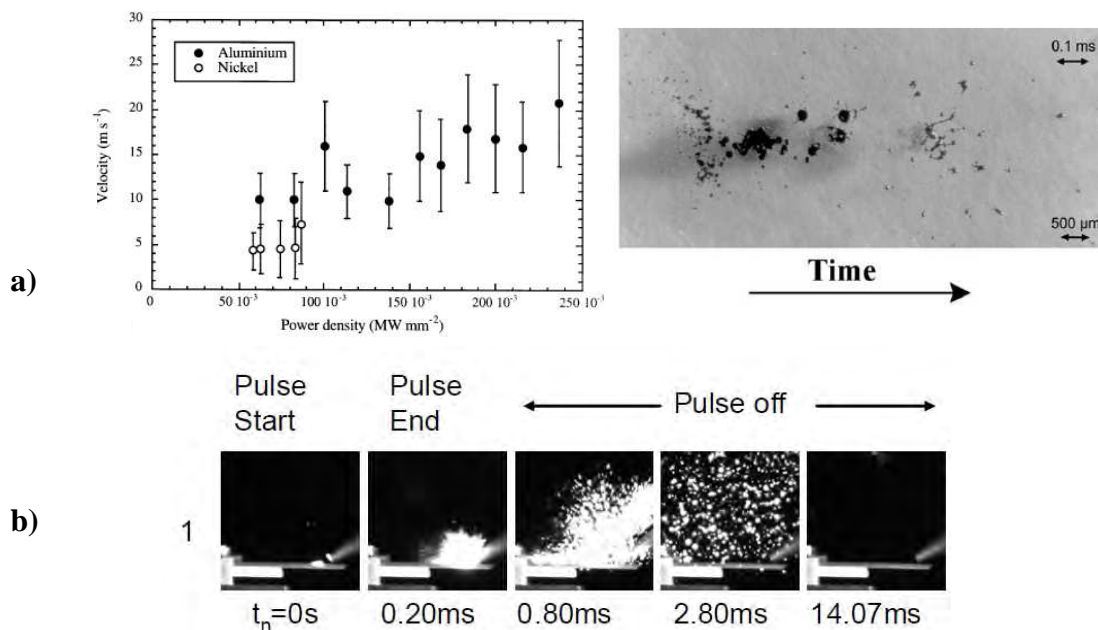 30
25
20
15
10
5
0
Velocity (m s⁻¹)
Aluminium
Nickel
0 50 10⁻³ 100 10⁻³ 150 10⁻³ 200 10⁻³ 250 10⁻³
Power density (MW mm⁻²)
0.1 ms
500 µm
Time
a)
Pulse Start
Pulse End
Pulse off
b)
1
tₙ=0s 0.20ms 0.80ms 2.80ms 14.07ms